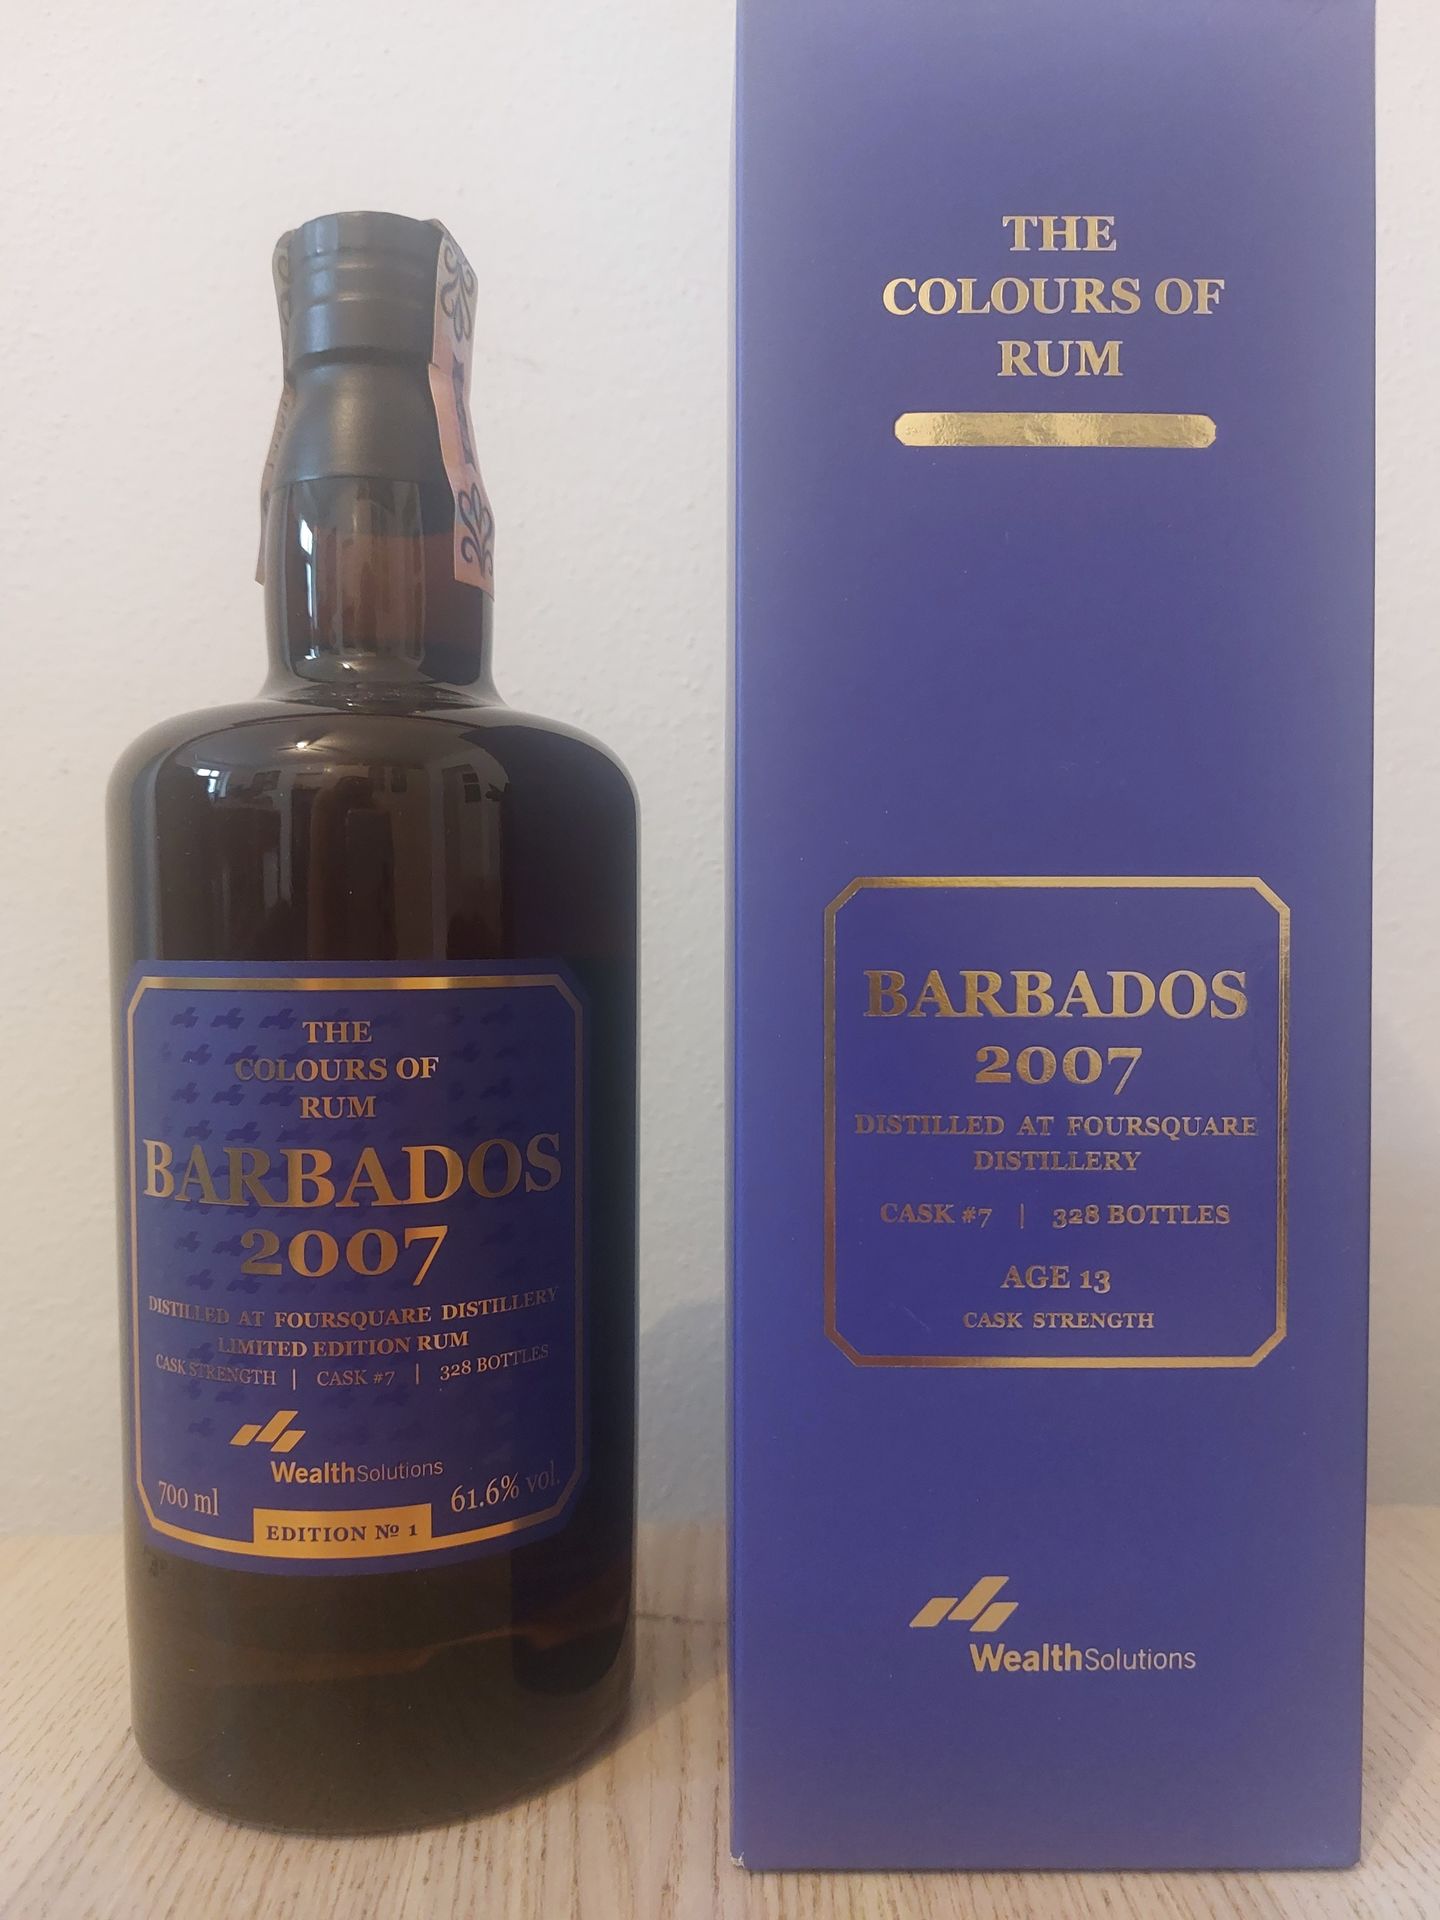 THE
COLOURS OF
RUM
BARBADOS
2007
DISTILLED AT FOURSQUARE DISTILLERY
LIMITED EDITION RUM
CASK STRENGTH | CASK #7 | 328 BOTTLES
WealthSolutions
700 ml
61.6% vol.
EDITION № 1
THE
COLOURS OF
RUM
BARBADOS
2007
DISTILLED AT FOURSQUARE
DISTILLERY
CASK #7 | 328 BOTTLES
AGE 13
CASK STRENGTH
WealthSolutions